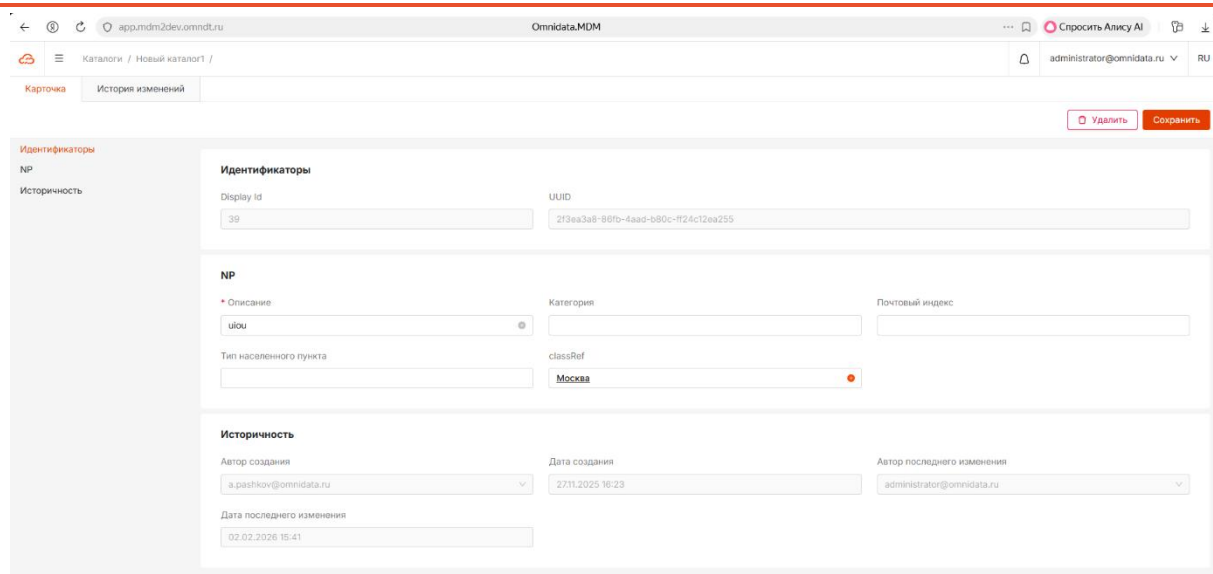 app.mdm2dev.omndt.ru Omnidata.MDM Спросить Алису AI
Каталоги / Новый каталог1 / administrator@omnidata.ru RU
Карточка История изменений
Удалить Сохранить
Идентификаторы
NP
Историчность
Идентификаторы
Display Id UUID
39 2f3ea3a8-86fb-4aad-b80c-ff24c12ea255
NP
* Описание Категория Почтовый индекс
uiou
Тип населенного пункта classRef
Москва
Историчность
Автор создания Дата создания Автор последнего изменения
a.pashkov@omnidata.ru 27.11.2025 16:23 administrator@omnidata.ru
Дата последнего изменения
02.02.2026 15:41